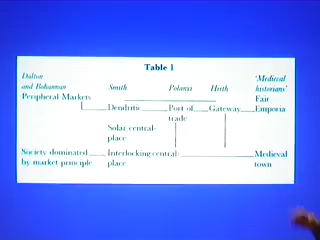 Table 1
Dalton
and Bohannan Smith Polanyi Hirth 'Medieval
historians'
Peripheral Markets Fair
Dendritic Port of Gateway Emporia
trade
Solar central-
place
Society dominated Interlocking central- Medieval
by market principle place town